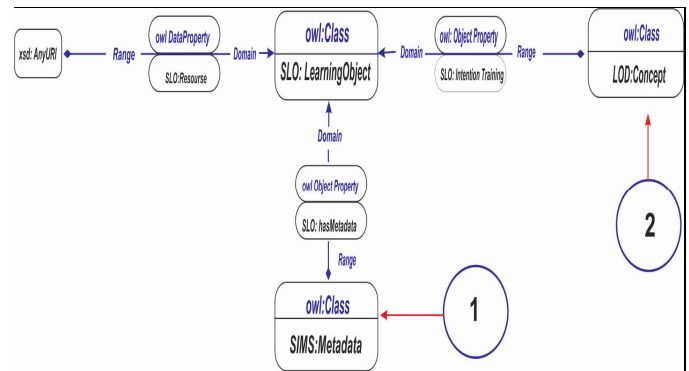 xsd: AnyURI
Range
owl DataProperty
SLO:Resourse
Domain
owl:Class
SLO: LearningObject
Domain
owl: Object Property
SLO: Intention Training
Range
owl:Class
LOD:Concept
Domain
owl Object Property
SLO: hasMetadata
Range
2
owl:Class
SIMS:Metadata
1